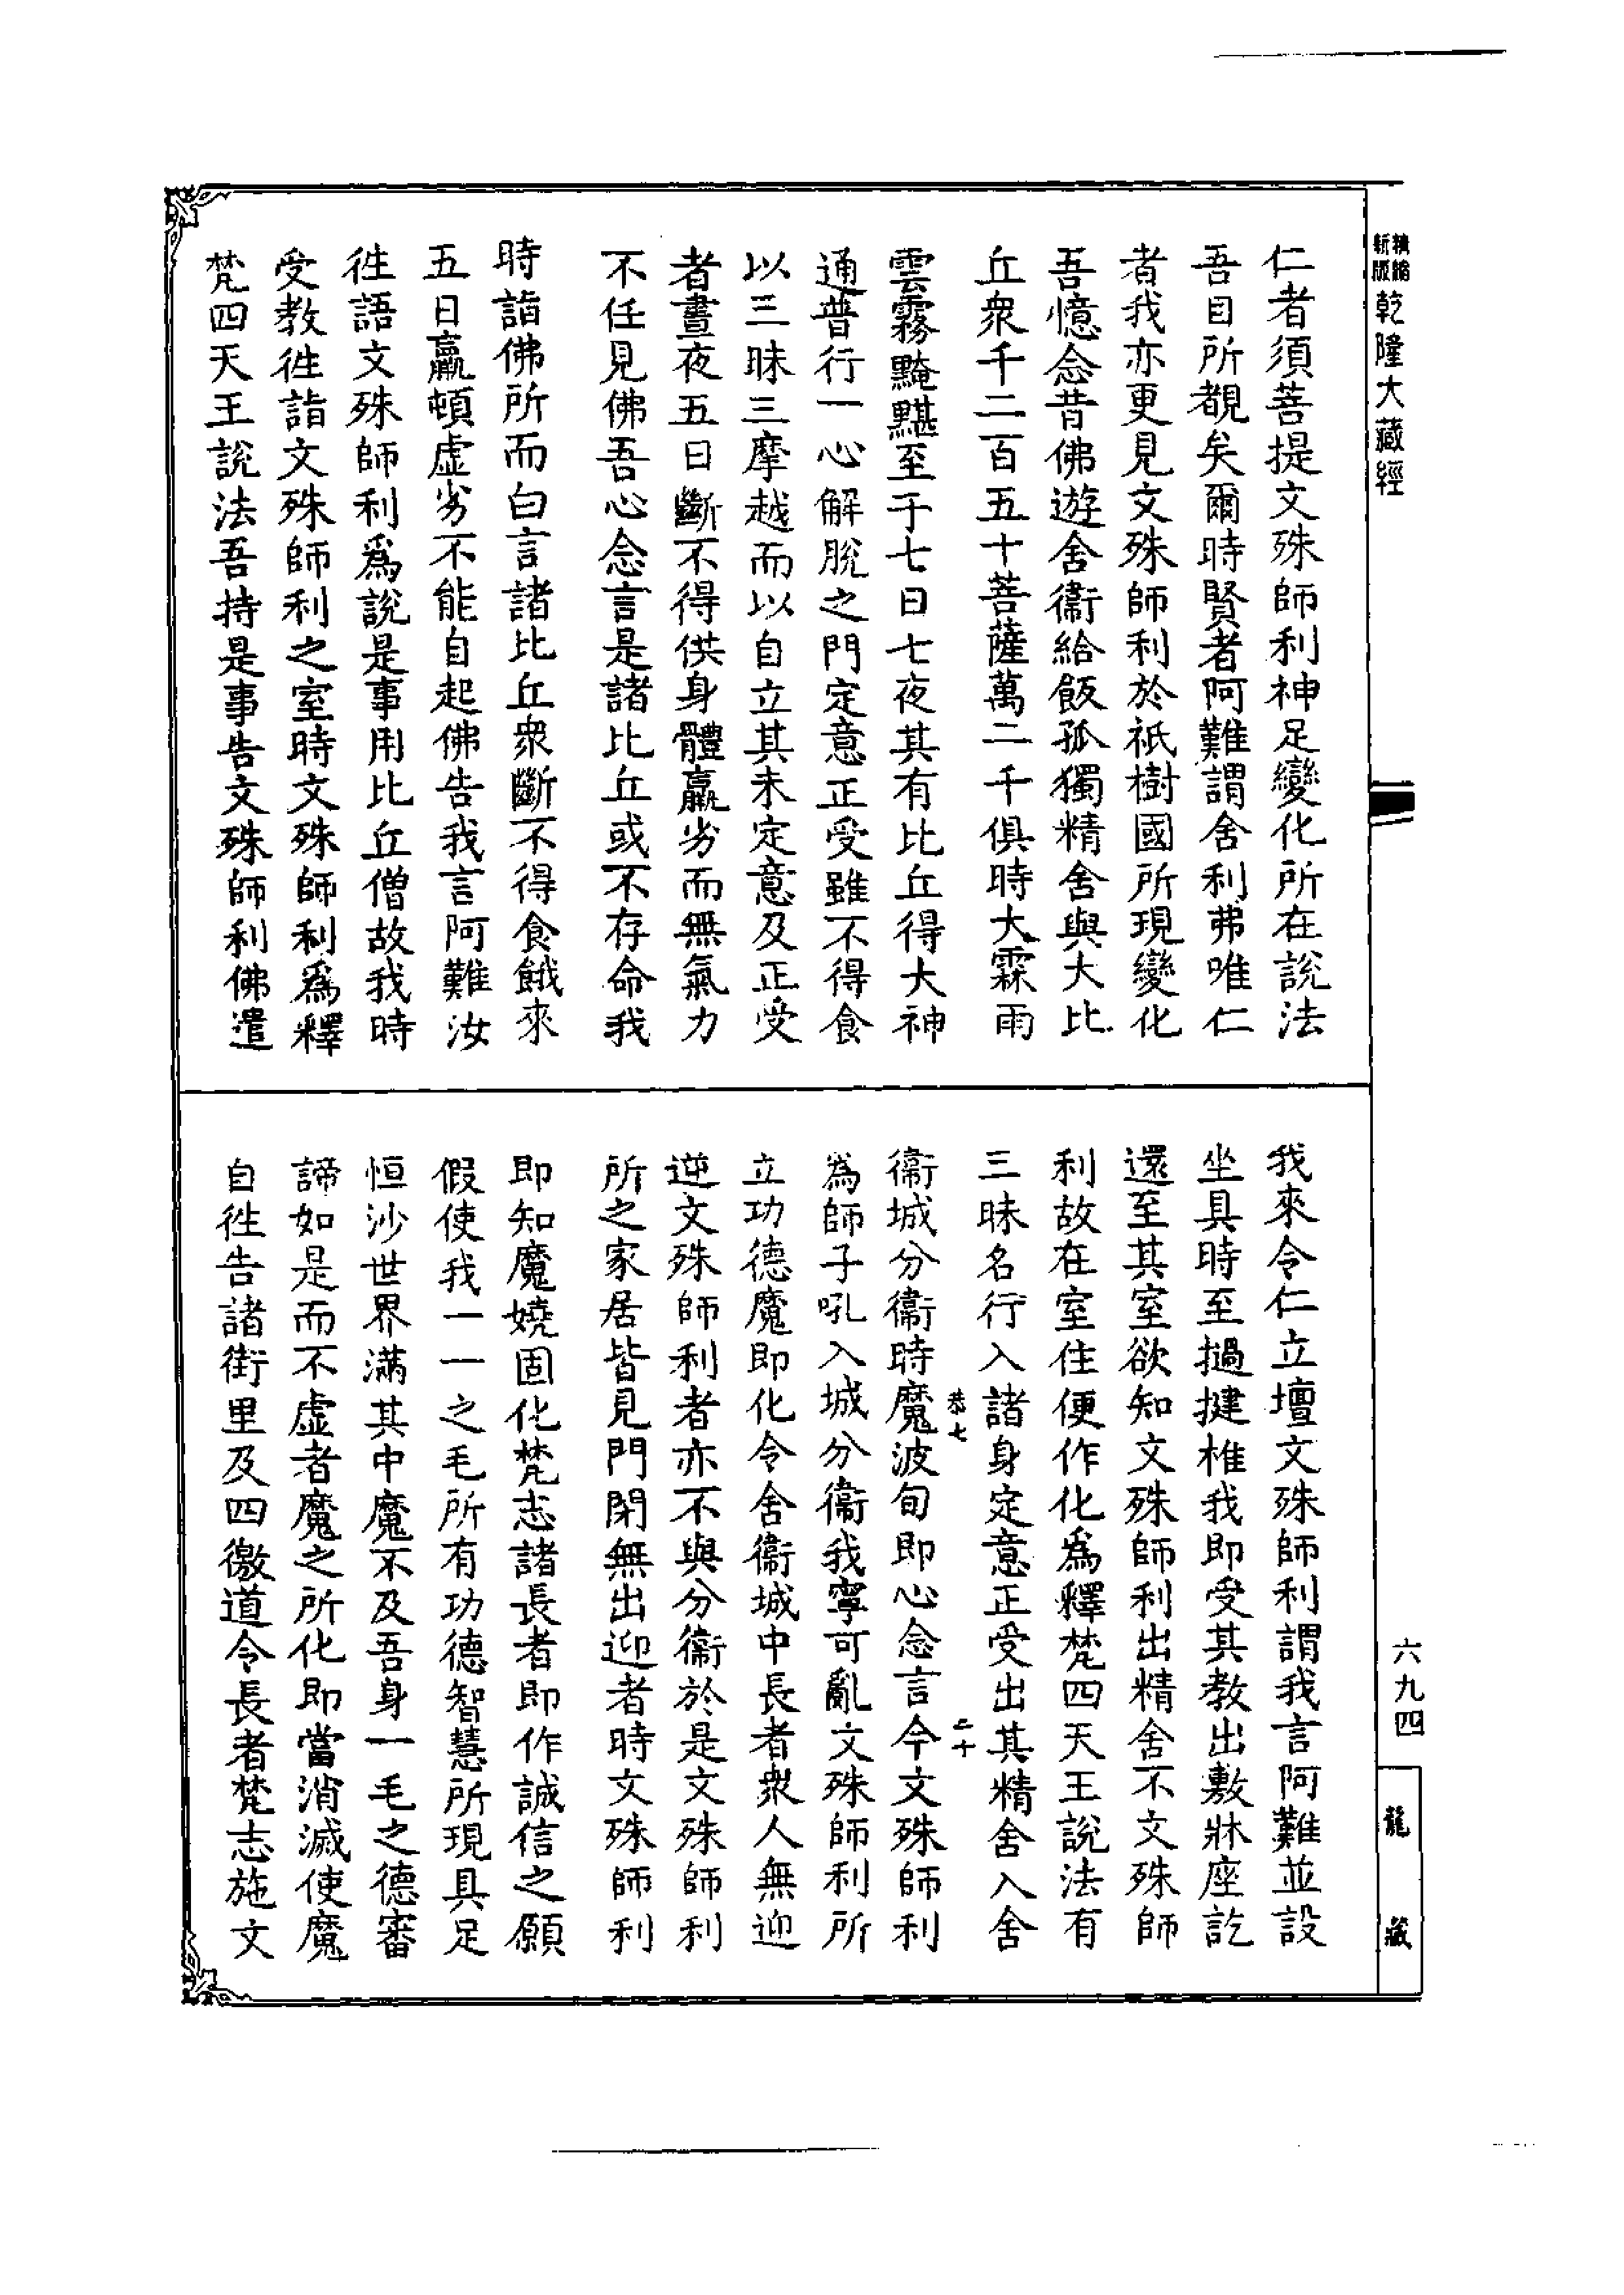 精縮新版乾隆大藏經
仁者須菩提文殊師利神足變化所在說法
吾目所覩矣爾時賢者阿難謂舍利弗唯仁
者我亦更見文殊師利於祇樹國所現變化
吾憶念昔佛遊舍衞給飯孤獨精舍與大比
丘衆千二百五十菩薩萬二千俱時大霖雨
雲霧黤黮至于七日七夜其有比丘得大神
通普行一心解脫之門定意正受雖不得食
以三昧三摩越而以自立其未定意及正受
者晝夜五日斷不得供身體羸劣而無氣力
不任見佛吾心念言是諸比丘或不存命我
時詣佛所而白言諸比丘衆斷不得食餓來
五日羸頓虛劣不能自起佛告我言阿難汝
徃語文殊師利爲說是事用比丘僧故我時
受教徃詣文殊師利之室時文殊師利爲釋
梵四天王說法吾持是事告文殊師利佛遣
我來令仁立壇文殊師利謂我言阿難並設
坐具時至撾揵椎我即受其教出敷牀座訖
還至其室欲知文殊師利出精舍不文殊師
利故在室住便作化爲釋梵四天王說法有
三昧名行入諸身定意正受出其精舍入舍
恭七 二十
衞城分衞時魔波旬即心念言今文殊師利
爲師子吼入城分衞我寧可亂文殊師利所
立功德魔即化令舍衞城中長者衆人無迎
逆文殊師利者亦不與分衞於是文殊師利
所之家居皆見門閉無出迎者時文殊師利
即知魔嬈固化梵志諸長者即作誠信之願
假使我一一之毛所有功德智慧所現具足
恒沙世界滿其中魔不及吾身一毛之德審
諦如是而不虛者魔之所化即當消滅使魔
自徃告諸街里及四徼道令長者梵志施文
六九四
龍藏